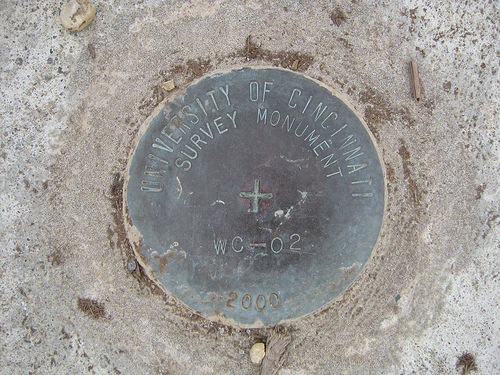 UNIVERSITY OF CINCINNATI
SURVEY MONUMENT
WC-02
2000